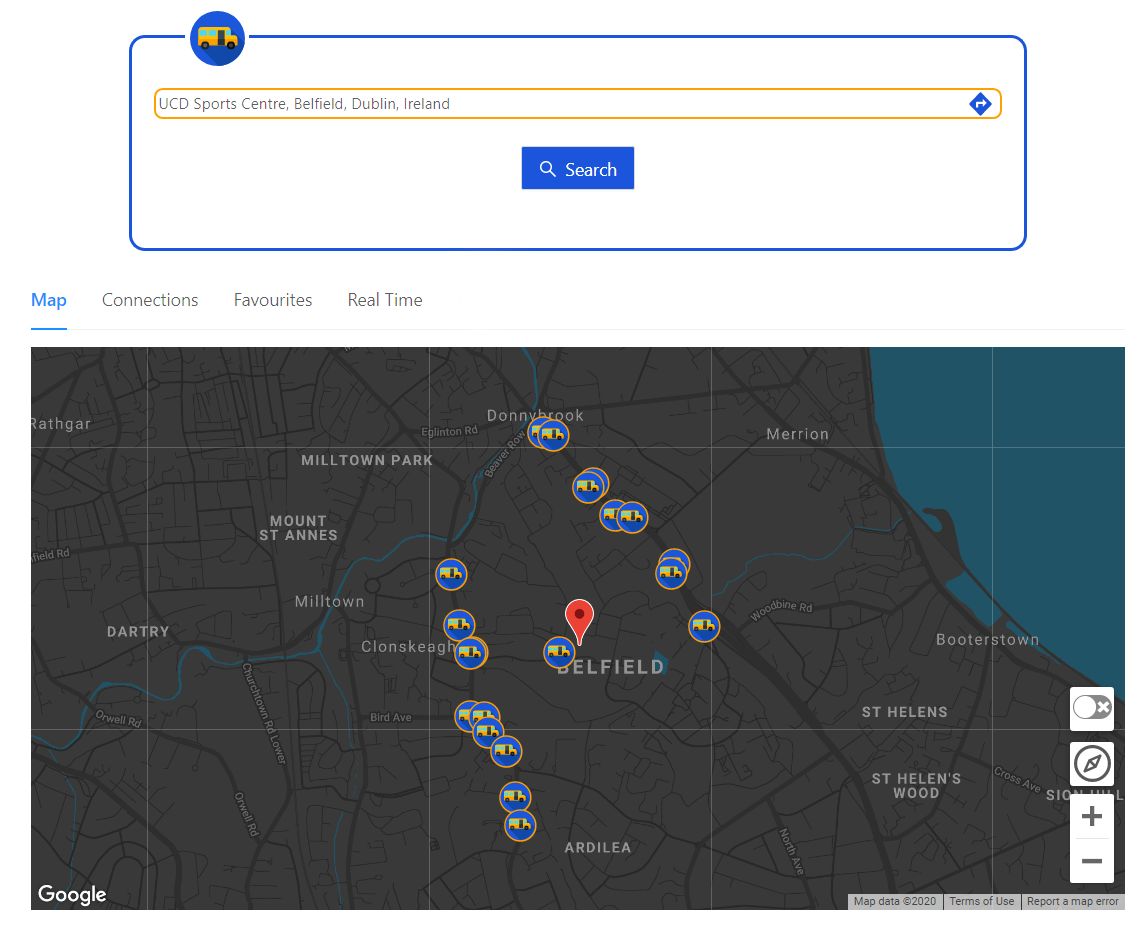 UCD Sports Centre, Belfield, Dublin, Ireland
Search
Map Connections Favourites Real Time
Donnybrook
Rathgar
Eglinton Rd
Merrion
Beaver Row
MILLTOWN PARK
MOUNT
ST ANNES
field Rd
Milltown
Woodbine Rd
DARTRY
Booterstown
Clonskeagh
BELFIELD
Churchtown Rd Lower
Orwell Rd
Bird Ave
ST HELENS
ST HELEN'S
WOOD
Cross Ave
SION HILL
Orwell Rd
North Ave
ARDILEA
Google
Map data ©2020 Terms of Use Report a map error